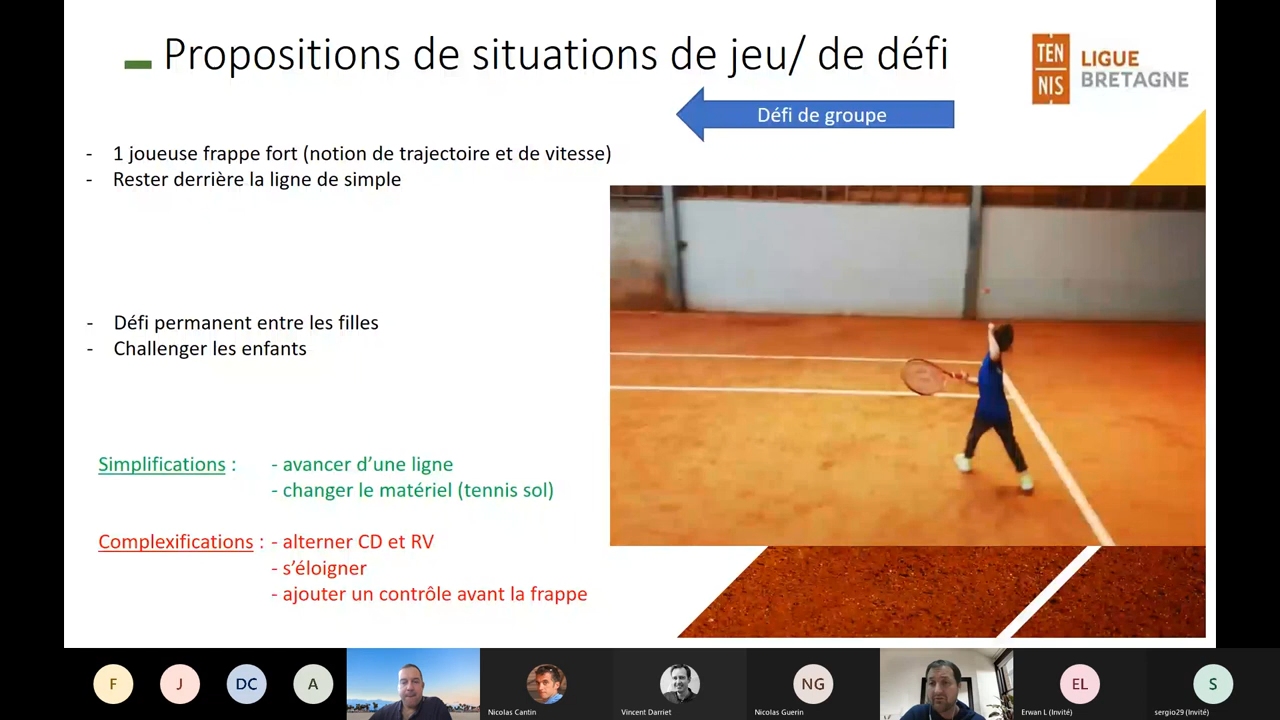 Propositions de situations de jeu/ de défi
TEN
NIS
LIGUE
BRETAGNE
Défi de groupe
- 1 joueuse frappe fort (notion de trajectoire et de vitesse)
- Rester derrière la ligne de simple
- Défi permanent entre les filles
- Challenger les enfants
Simplifications : - avancer d’une ligne
- changer le matériel (tennis sol)
Complexifications : - alterner CD et RV
- s’éloigner
- ajouter un contrôle avant la frappe
F
J
DC
A
Nicolas Cantin
Vincent Darriet
NG
Nicolas Guerin
EL
Erwan L (Invité)
S
sergio29 (Invité)